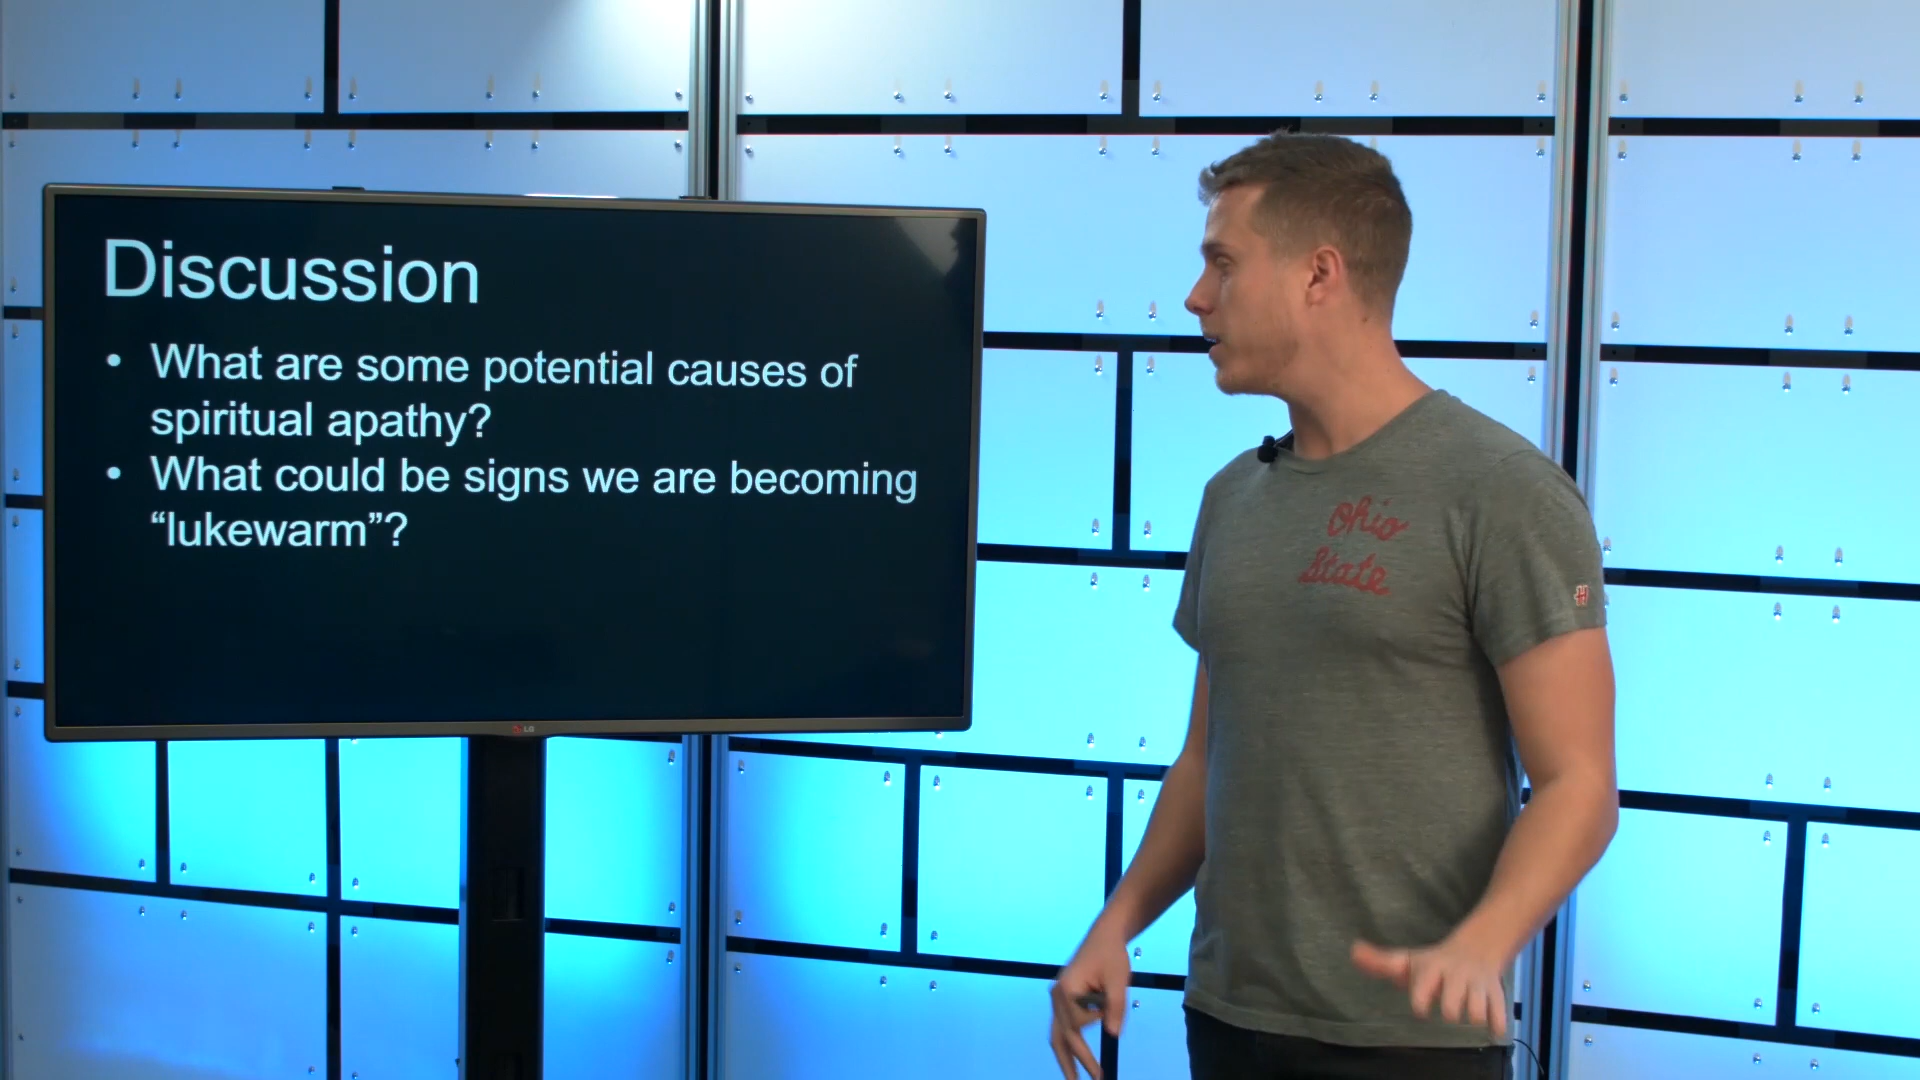 Discussion
• What are some potential causes of
spiritual apathy?
• What could be signs we are becoming
“lukewarm”?
LG
Ohio
State
H